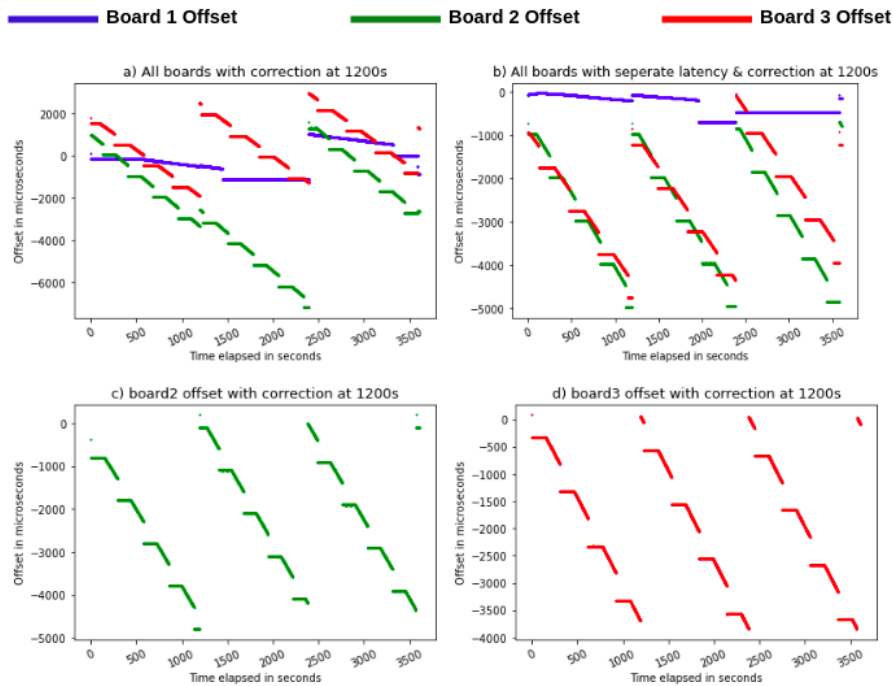 Board 1 Offset Board 2 Offset Board 3 Offset
a) All boards with correction at 1200s
2000
0
-2000
-4000
-6000
Offset in microseconds
0 500 1000 1500 2000 2500 3000 3500
Time elapsed in seconds
b) All boards with seperate latency & correction at 1200s
0
-1000
-2000
-3000
-4000
-5000
Offset in microseconds
0 500 1000 1500 2000 2500 3000 3500
Time elapsed in seconds
c) board2 offset with correction at 1200s
0
-1000
-2000
-3000
-4000
-5000
Offset in microseconds
0 500 1000 1500 2000 2500 3000 3500
Time elapsed in seconds
d) board3 offset with correction at 1200s
0
-500
-1000
-1500
-2000
-2500
-3000
-3500
-4000
Offset in microseconds
0 500 1000 1500 2000 2500 3000 3500
Time elapsed in seconds